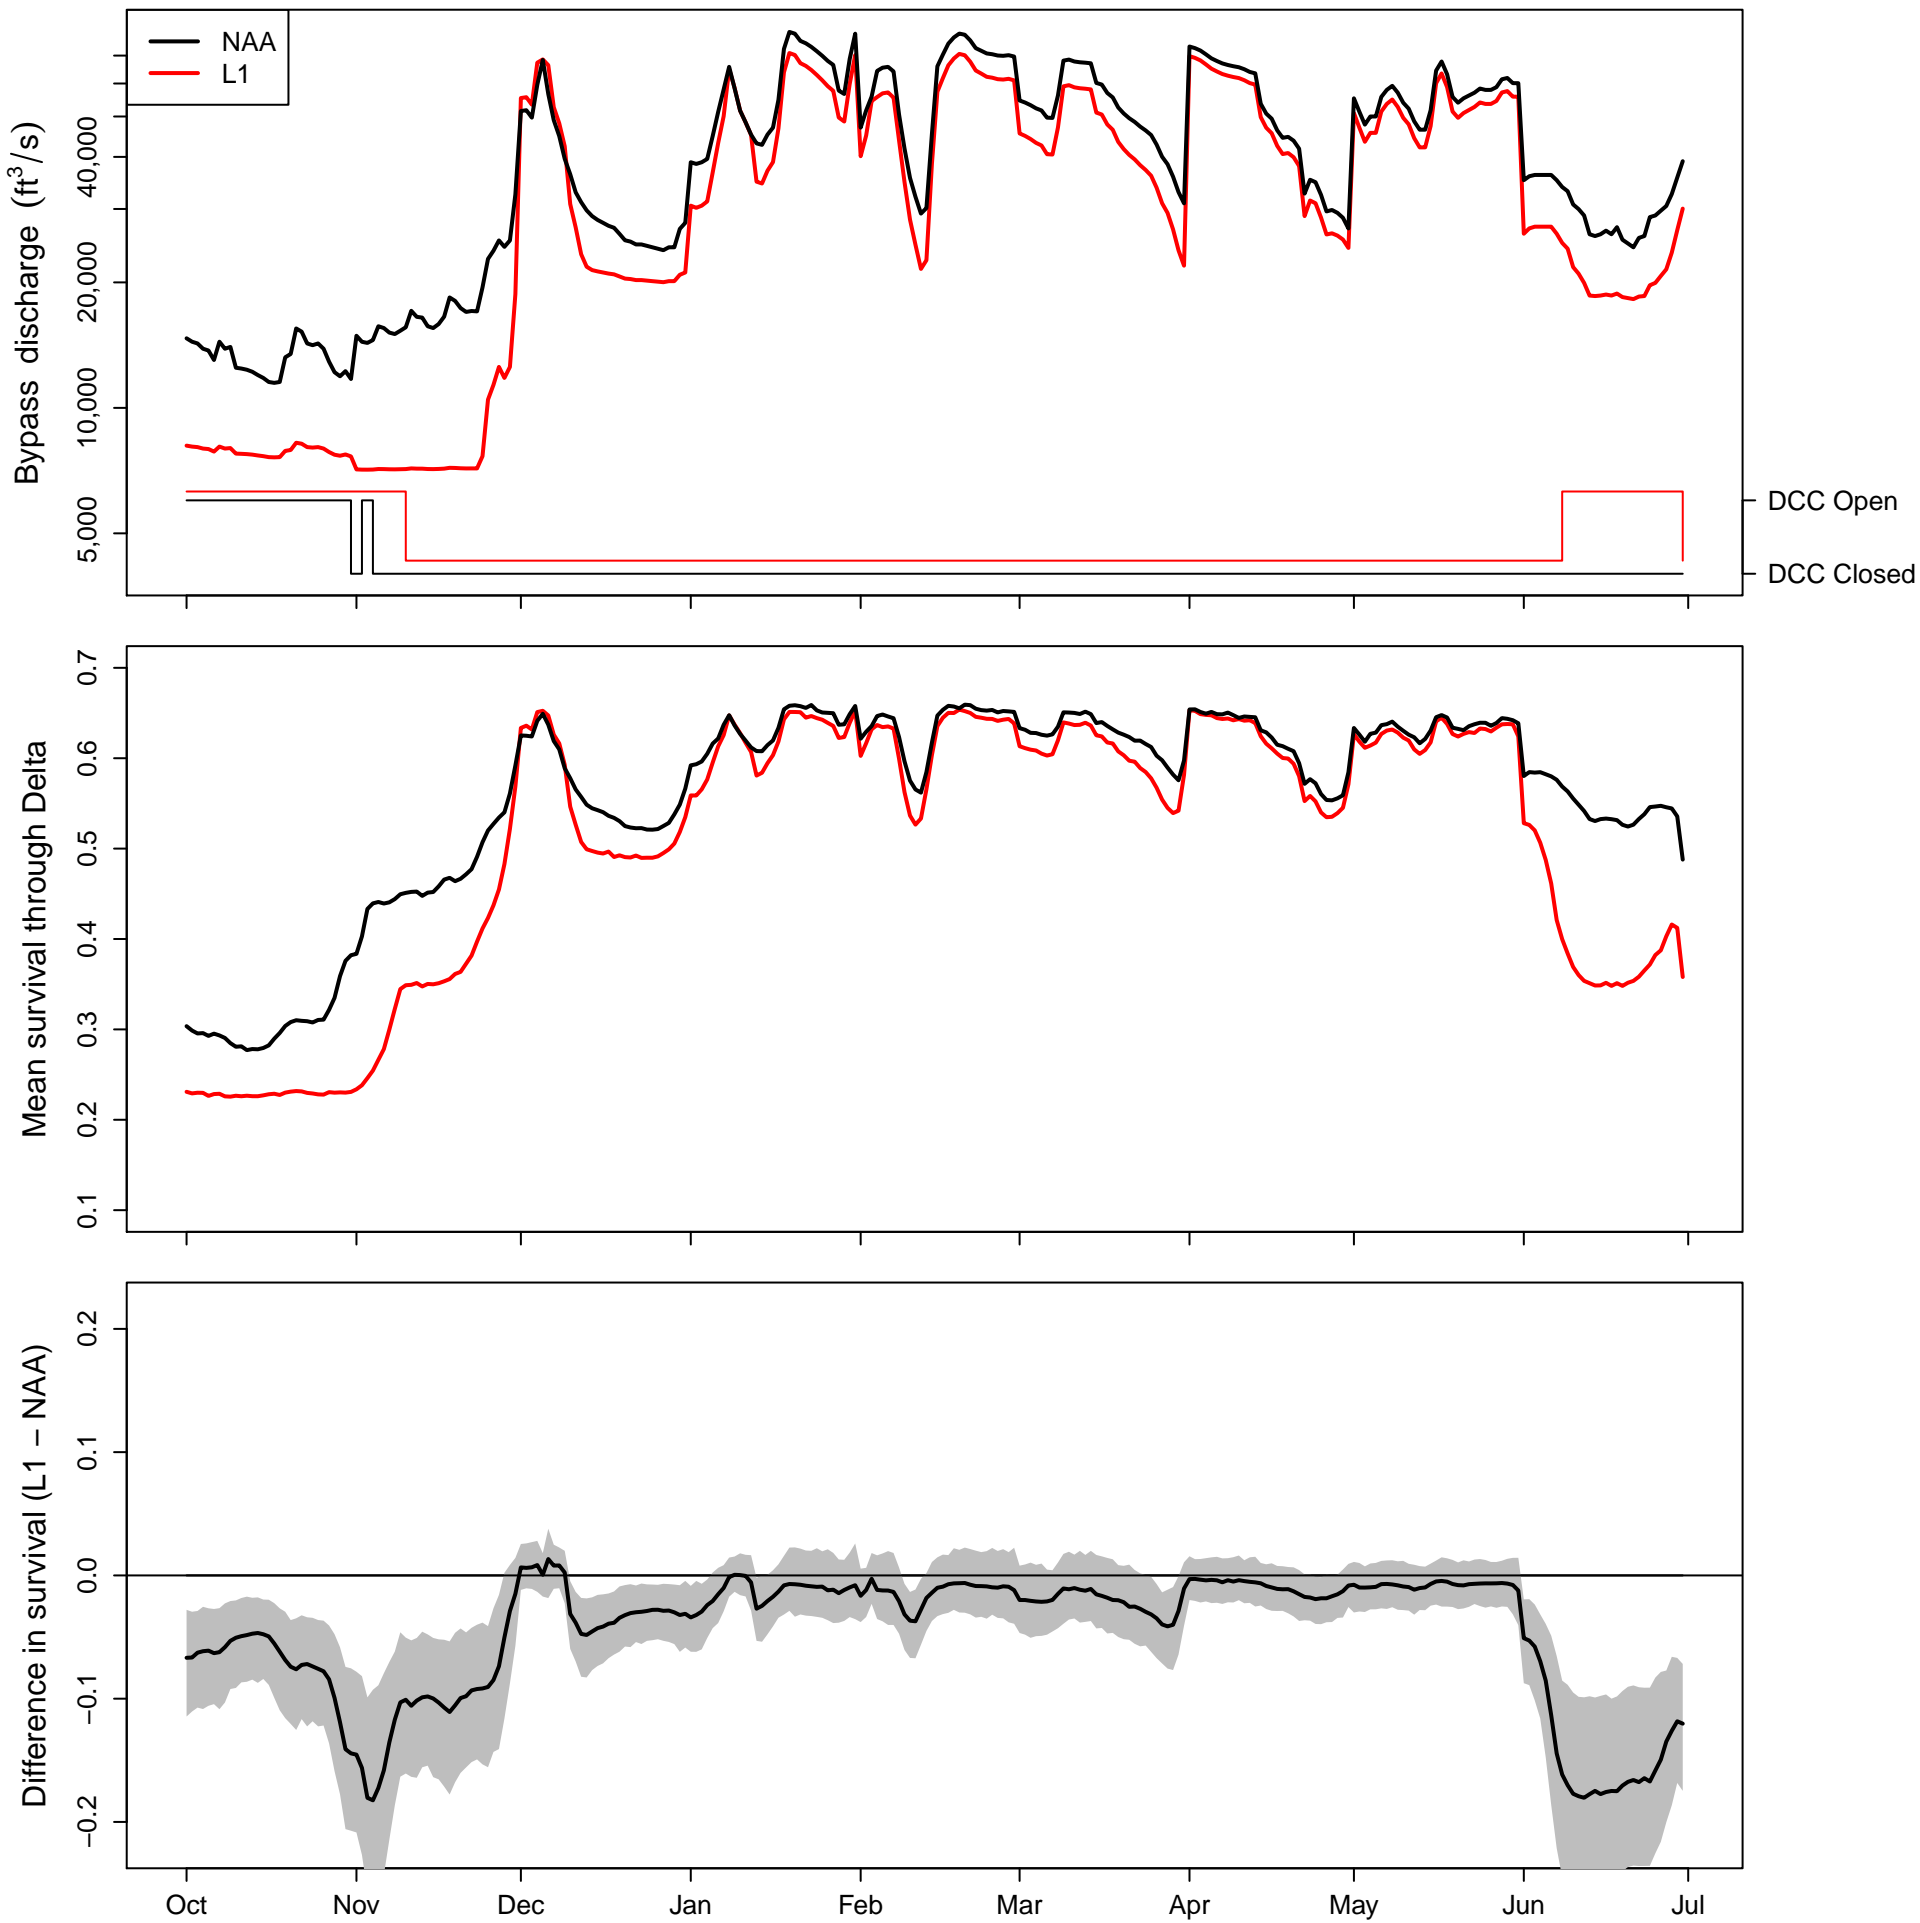 NAA
L1
Bypass discharge (ft³/s)
40,000
20,000
10,000
5,000
DCC Open
DCC Closed
Mean survival through Delta
0.7
0.6
0.5
0.4
0.3
0.2
0.1
Difference in survival (L1 − NAA)
0.2
0.1
0.0
−0.1
−0.2
Oct Nov Dec Jan Feb Mar Apr May Jun Jul